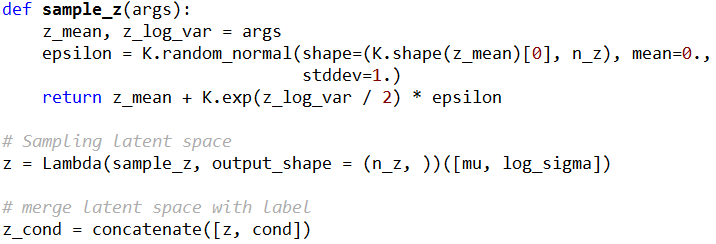 def sample_z(args):
    z_mean, z_log_var = args
    epsilon = K.random_normal(shape=(K.shape(z_mean)[0], n_z), mean=0.,
                              stddev=1.)
    return z_mean + K.exp(z_log_var / 2) * epsilon

# Sampling latent space
z = Lambda(sample_z, output_shape = (n_z, ))([mu, log_sigma])

# merge latent space with label
z_cond = concatenate([z, cond])